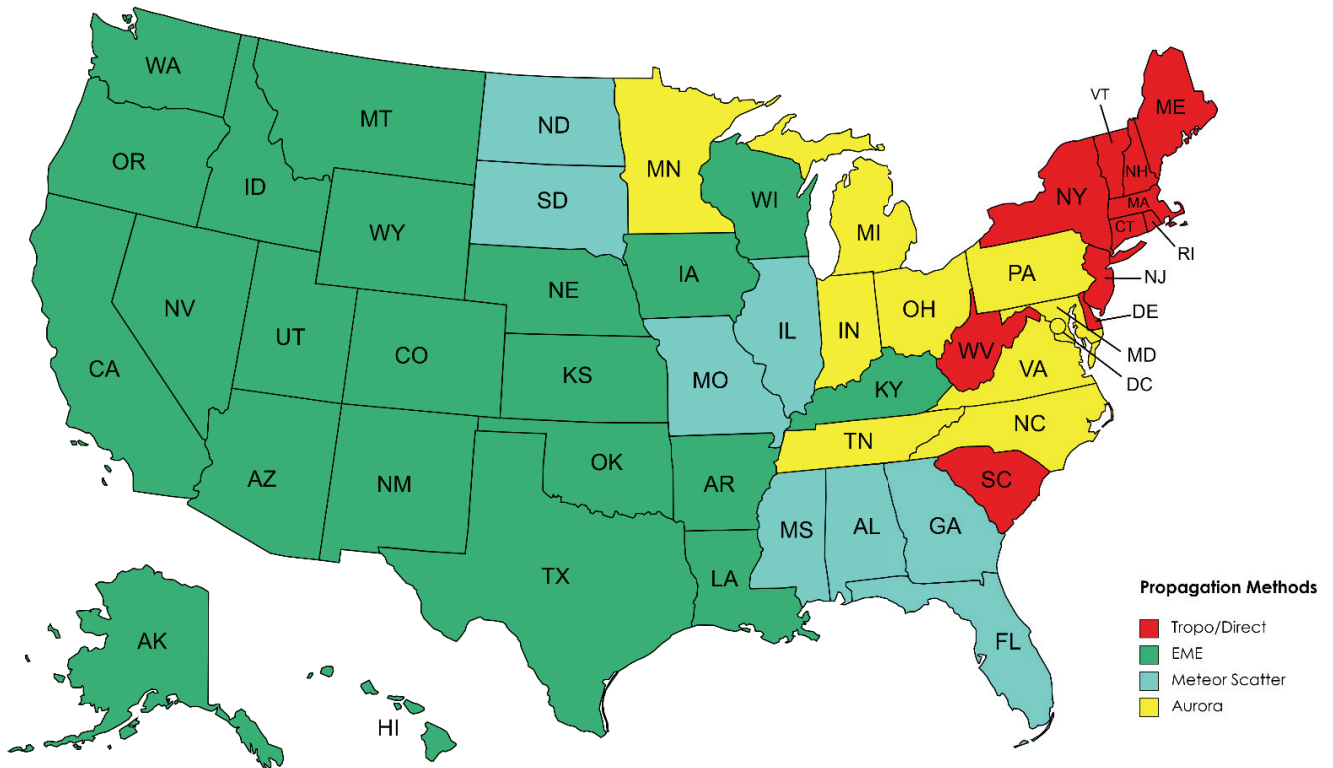 WA
MT
ND
MN
VT
ME
OR
ID
SD
WI
NY
NH
MA
CT
RI
WY
MI
IA
PA
NJ
NE
NV
UT
CO
IL
IN
OH
DE
CA
KS
MO
WV
VA
MD
DC
KY
NC
TN
OK
AZ
NM
AR
SC
MS
AL
GA
TX
LA
AK
HI
FL
Propagation Methods
Tropo/Direct
EME
Meteor Scatter
Aurora